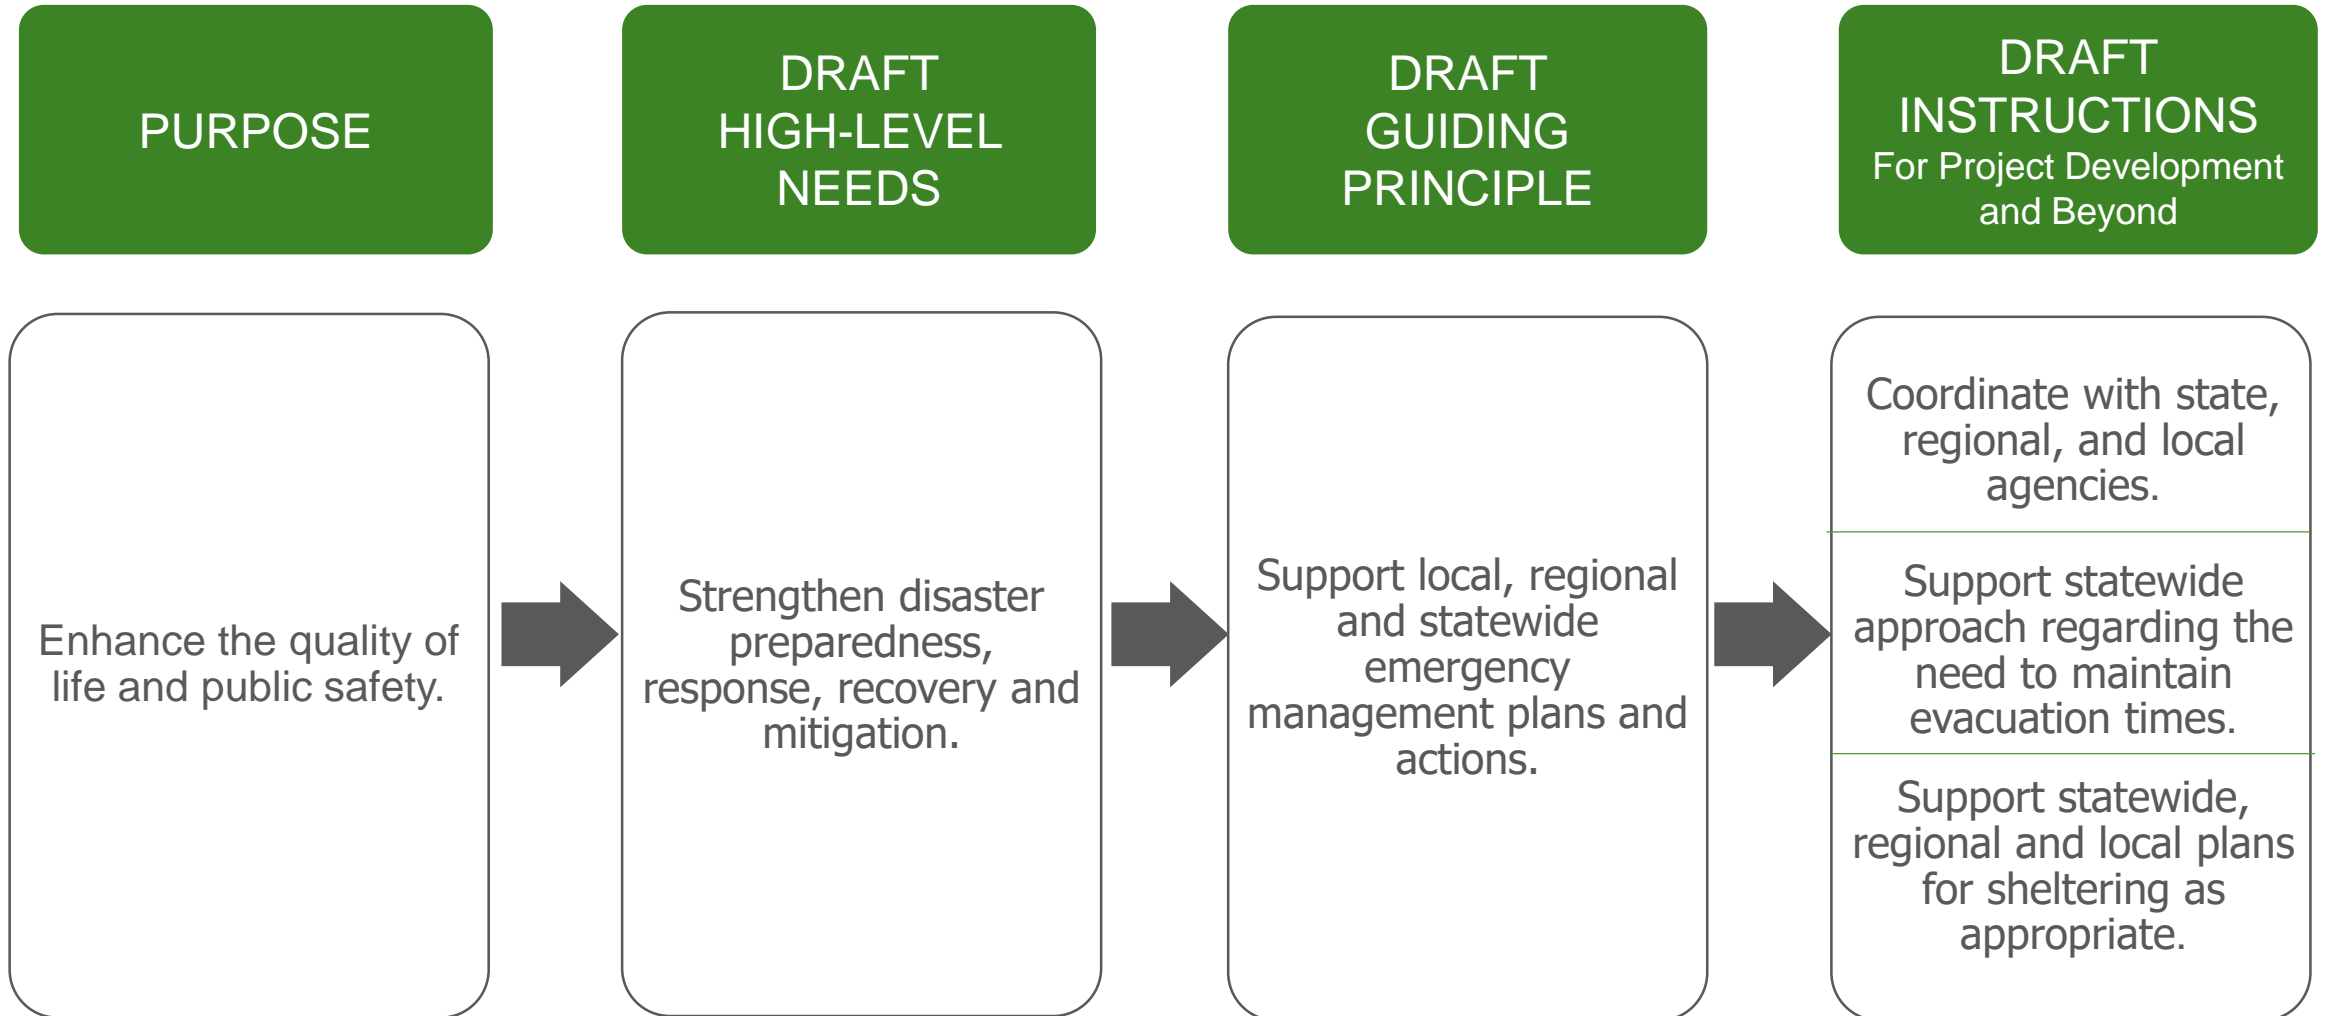 PURPOSE
DRAFT
HIGH-LEVEL
NEEDS
DRAFT
GUIDING
PRINCIPLE
DRAFT
INSTRUCTIONS
For Project Development
and Beyond
Enhance the quality of
life and public safety.
Strengthen disaster
preparedness,
response, recovery and
mitigation.
Support local, regional
and statewide
emergency
management plans and
actions.
Coordinate with state,
regional, and local
agencies.
Support statewide
approach regarding the
need to maintain
evacuation times.
Support statewide,
regional and local plans
for sheltering as
appropriate.